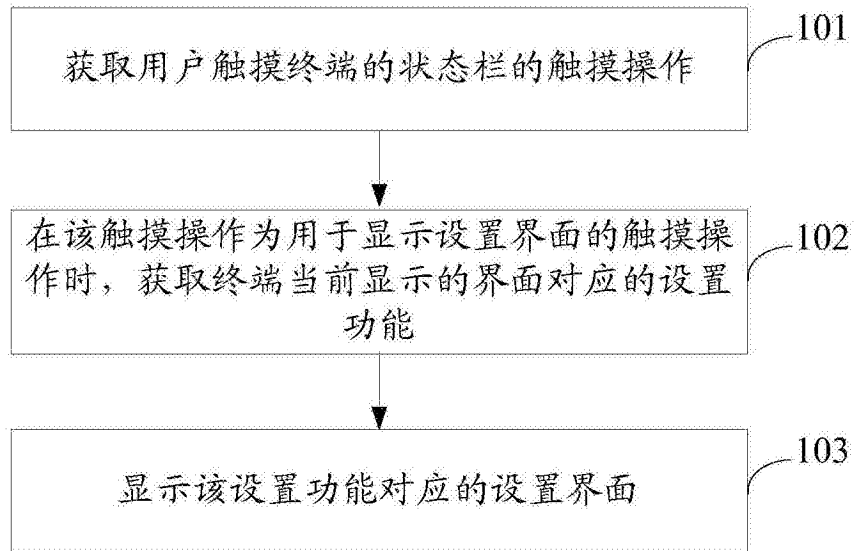 获取用户触摸终端的状态栏的触摸操作
101
在该触摸操作为用于显示设置界面的触摸操
作时，获取终端当前显示的界面对应的设置
功能
102
显示该设置功能对应的设置界面
103